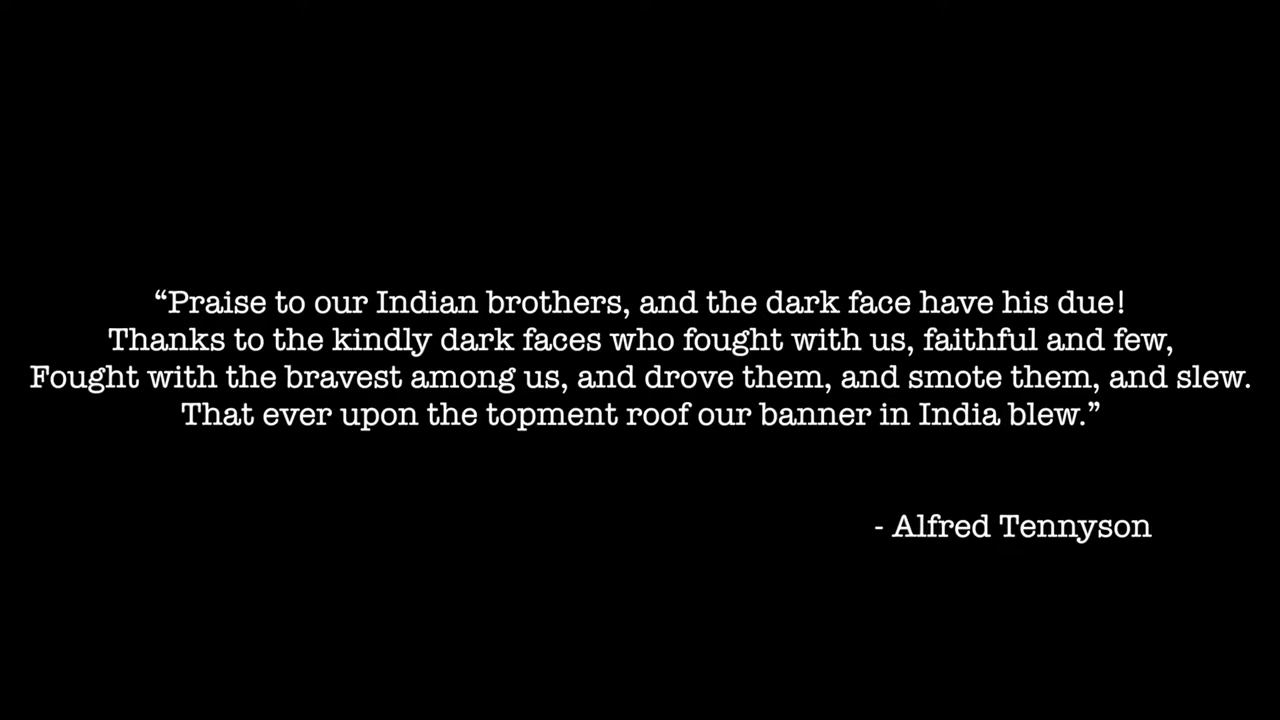 “Praise to our Indian brothers, and the dark face have his due!
Thanks to the kindly dark faces who fought with us, faithful and few,
Fought with the bravest among us, and drove them, and smote them, and slew.
That ever upon the topment roof our banner in India blew.”
- Alfred Tennyson